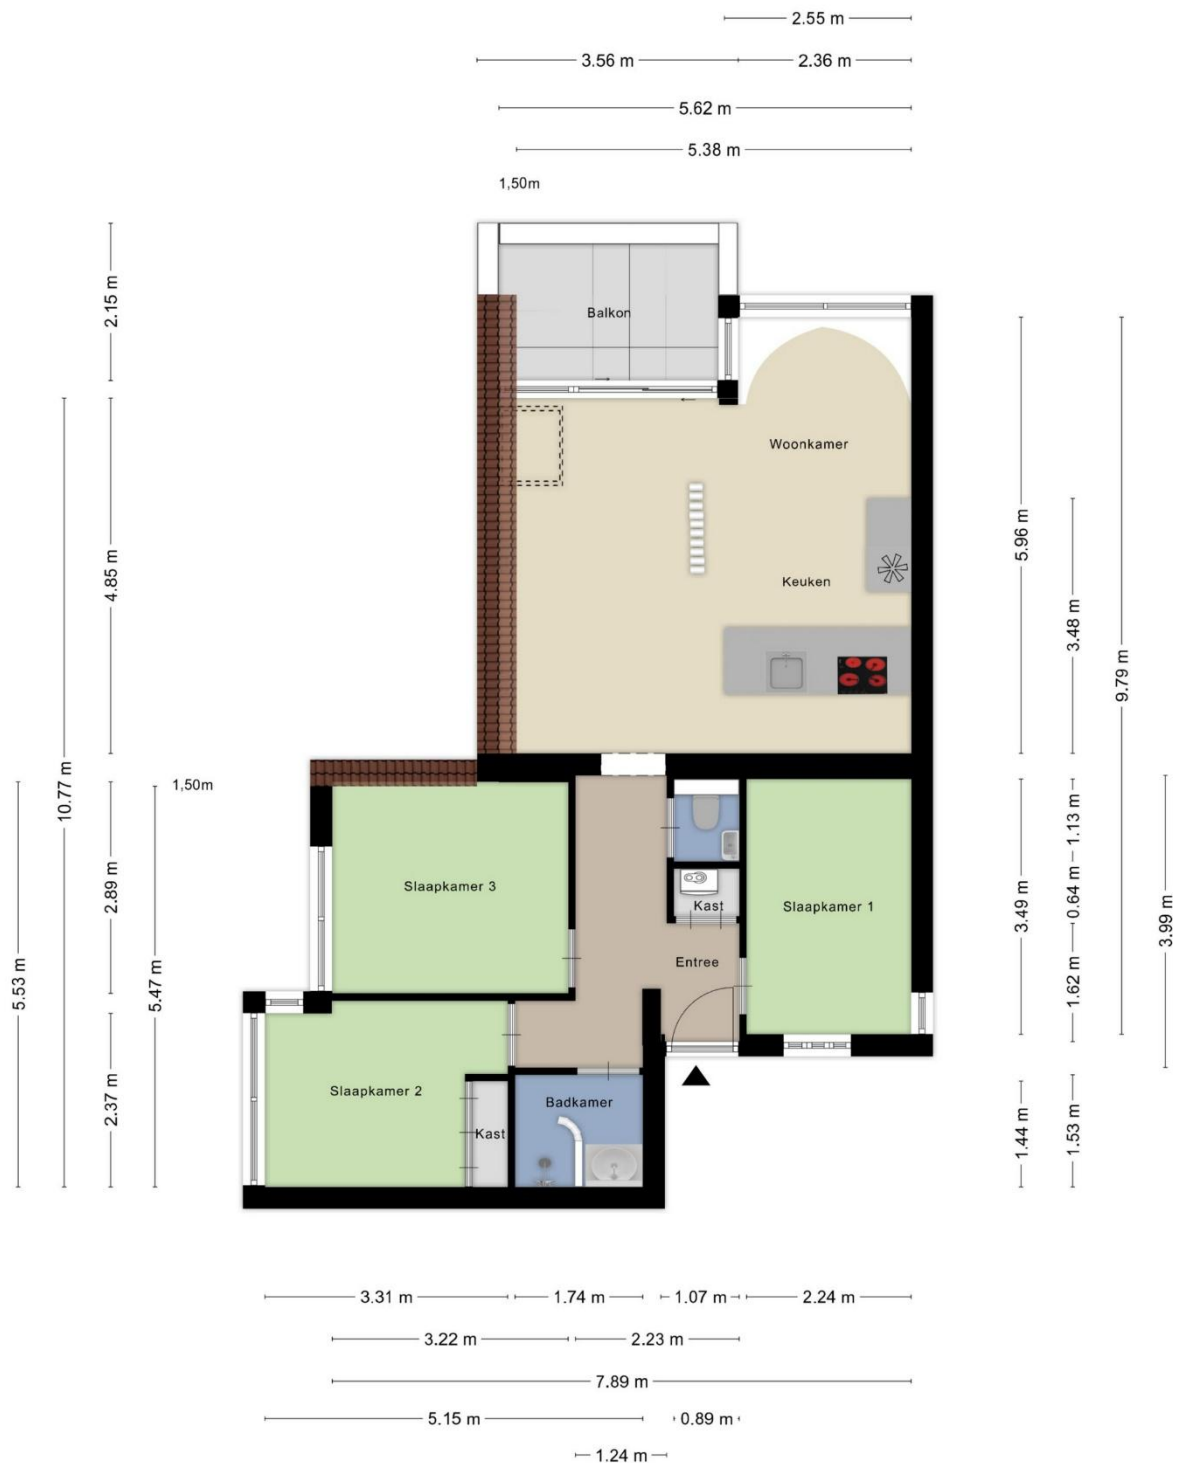 2.55 m
3.56 m
2.36 m
5.62 m
5.38 m
1,50m
2.15 m
Balkon
Woonkamer
4.85 m
5.96 m
Keuken
3.48 m
9.79 m
10.77 m
1,50m
1.13 m
Slaapkamer 3
2.89 m
0.64 m
Kast
Slaapkamer 1
3.49 m
3.99 m
Entree
5.53 m
5.47 m
1.62 m
Slaapkamer 2
2.37 m
Badkamer
Kast
1.44 m
1.53 m
3.31 m
1.74 m
1.07 m
2.24 m
3.22 m
2.23 m
7.89 m
5.15 m
0.89 m
1.24 m